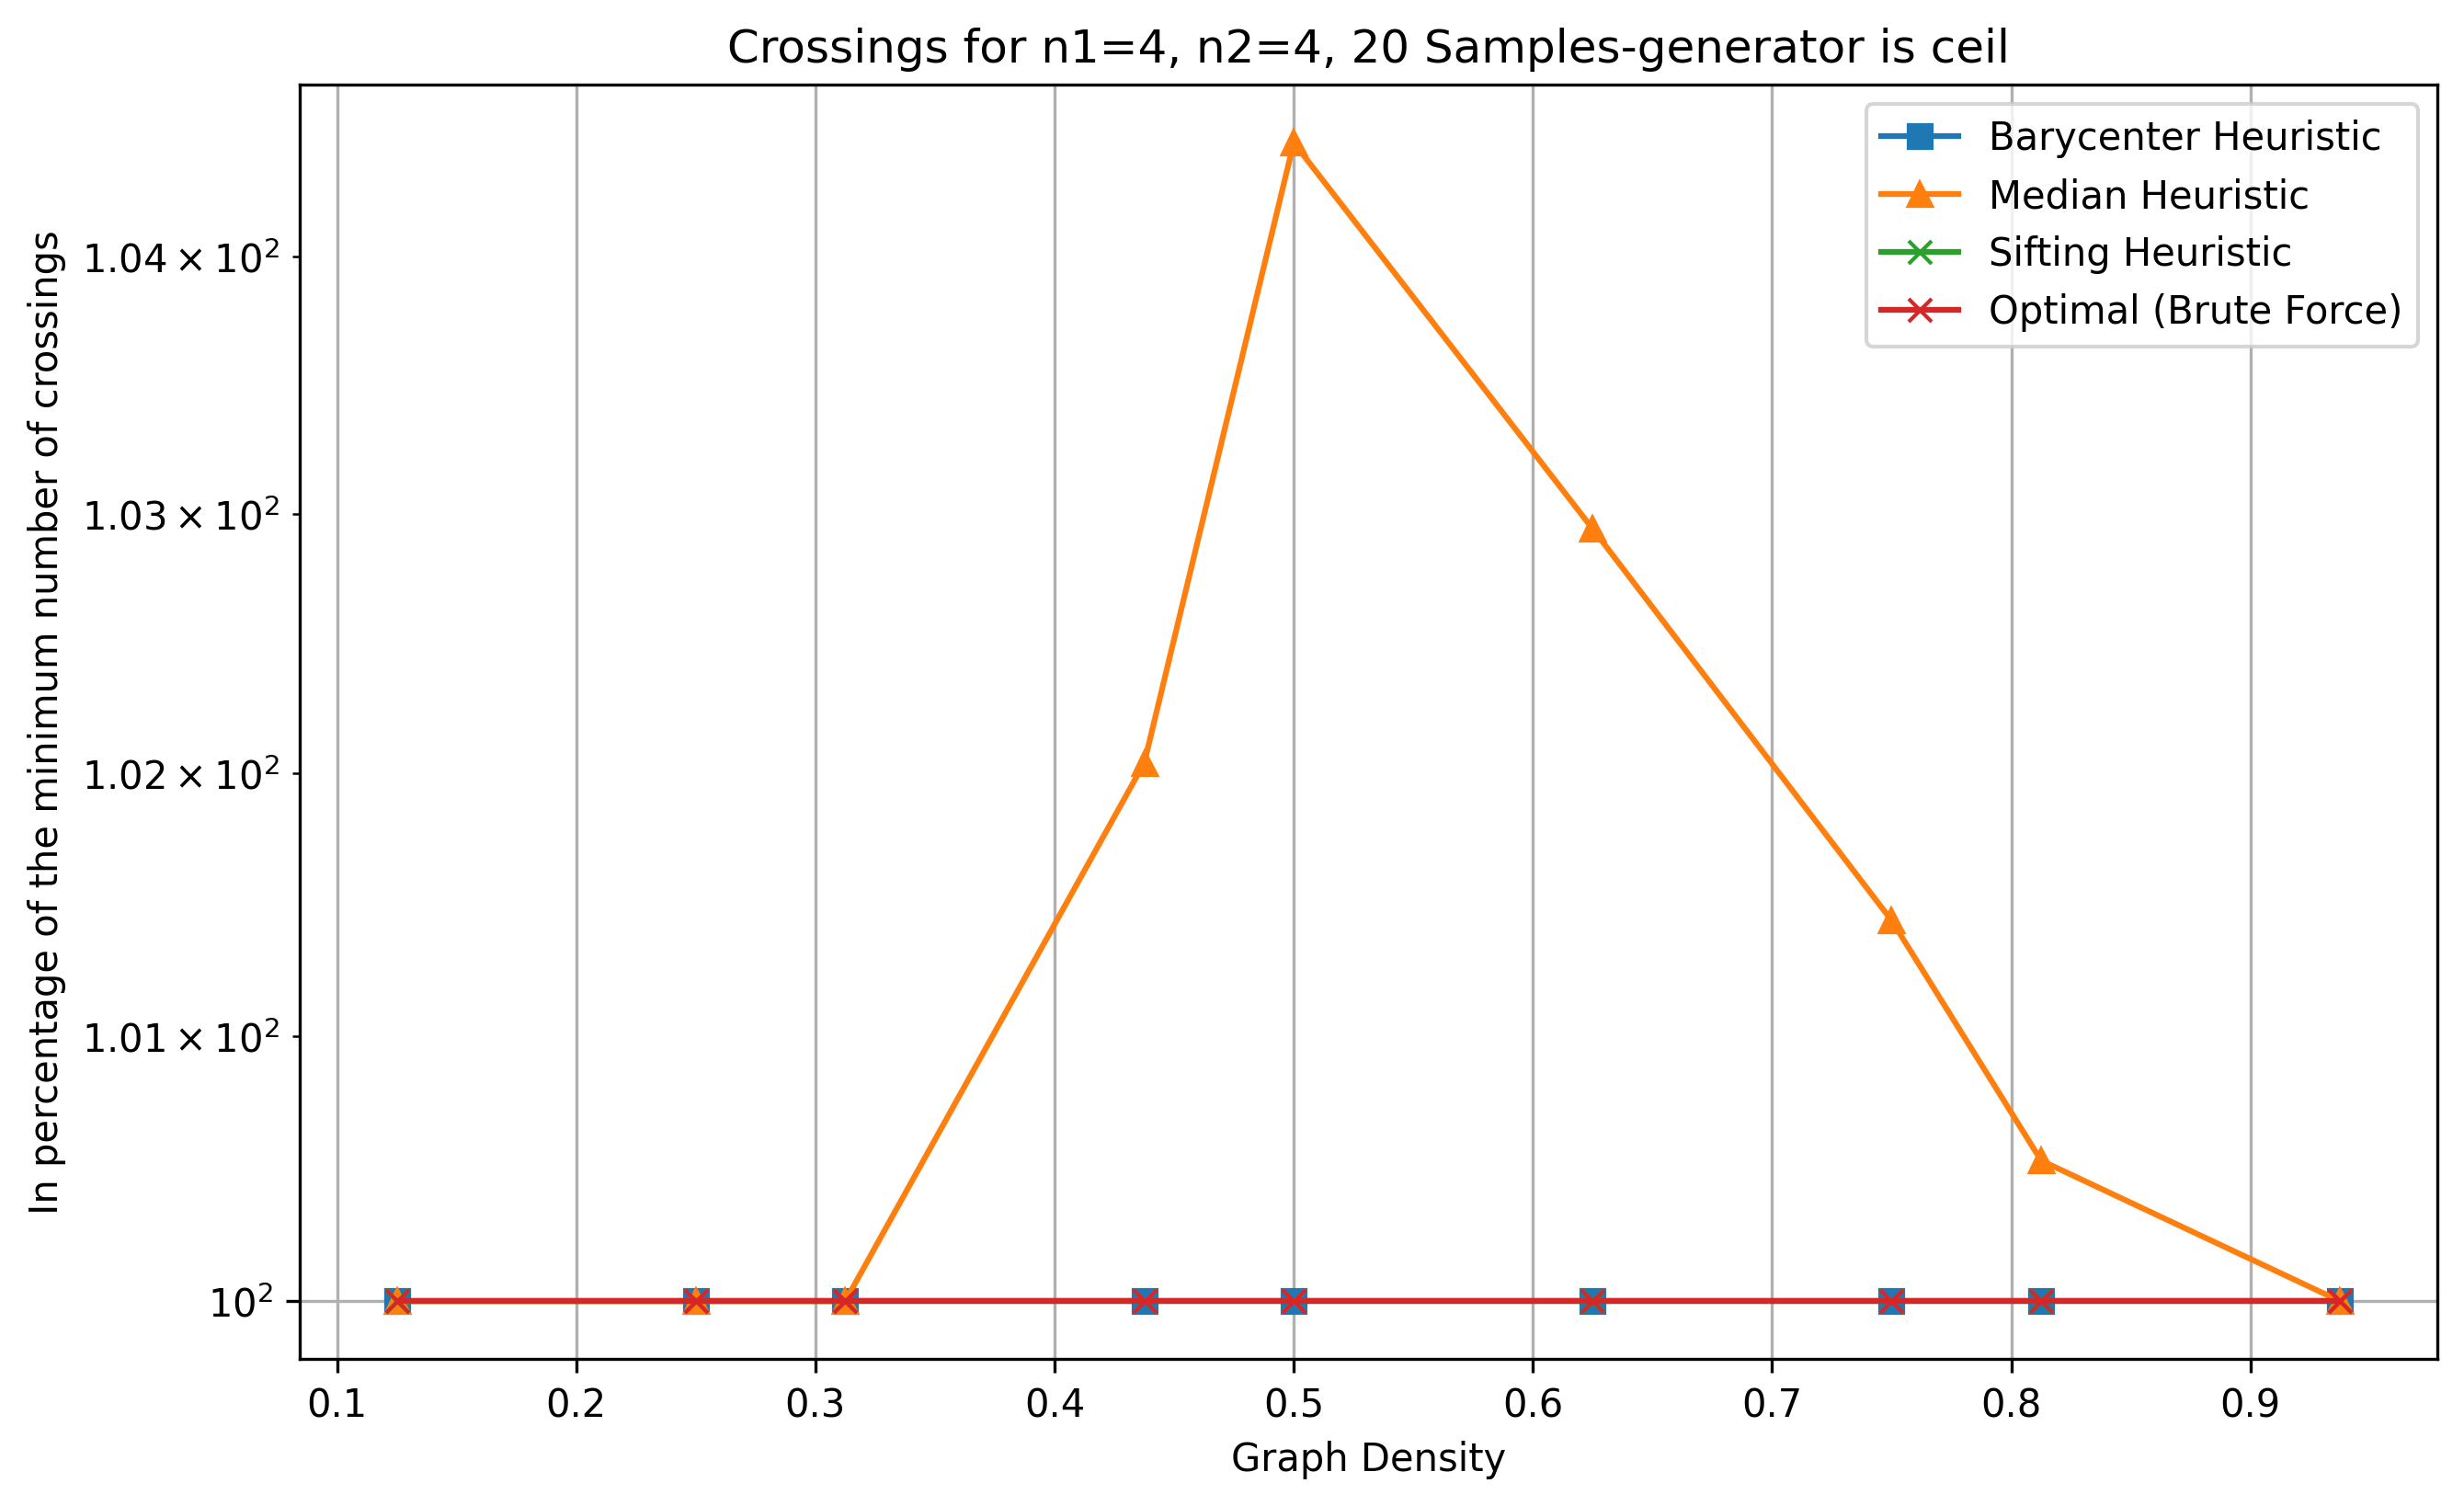 Crossings for n1=4, n2=4, 20 Samples-generator is ceil
Barycenter Heuristic
Median Heuristic
Sifting Heuristic
Optimal (Brute Force)
In percentage of the minimum number of crossings
1.04×10²
1.03×10²
1.02×10²
1.01×10²
10²
0.1 0.2 0.3 0.4 0.5 0.6 0.7 0.8 0.9
Graph Density